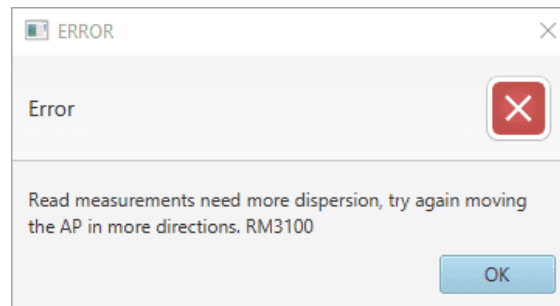 ERROR
Error
Read measurements need more dispersion, try again moving
the AP in more directions. RM3100
OK